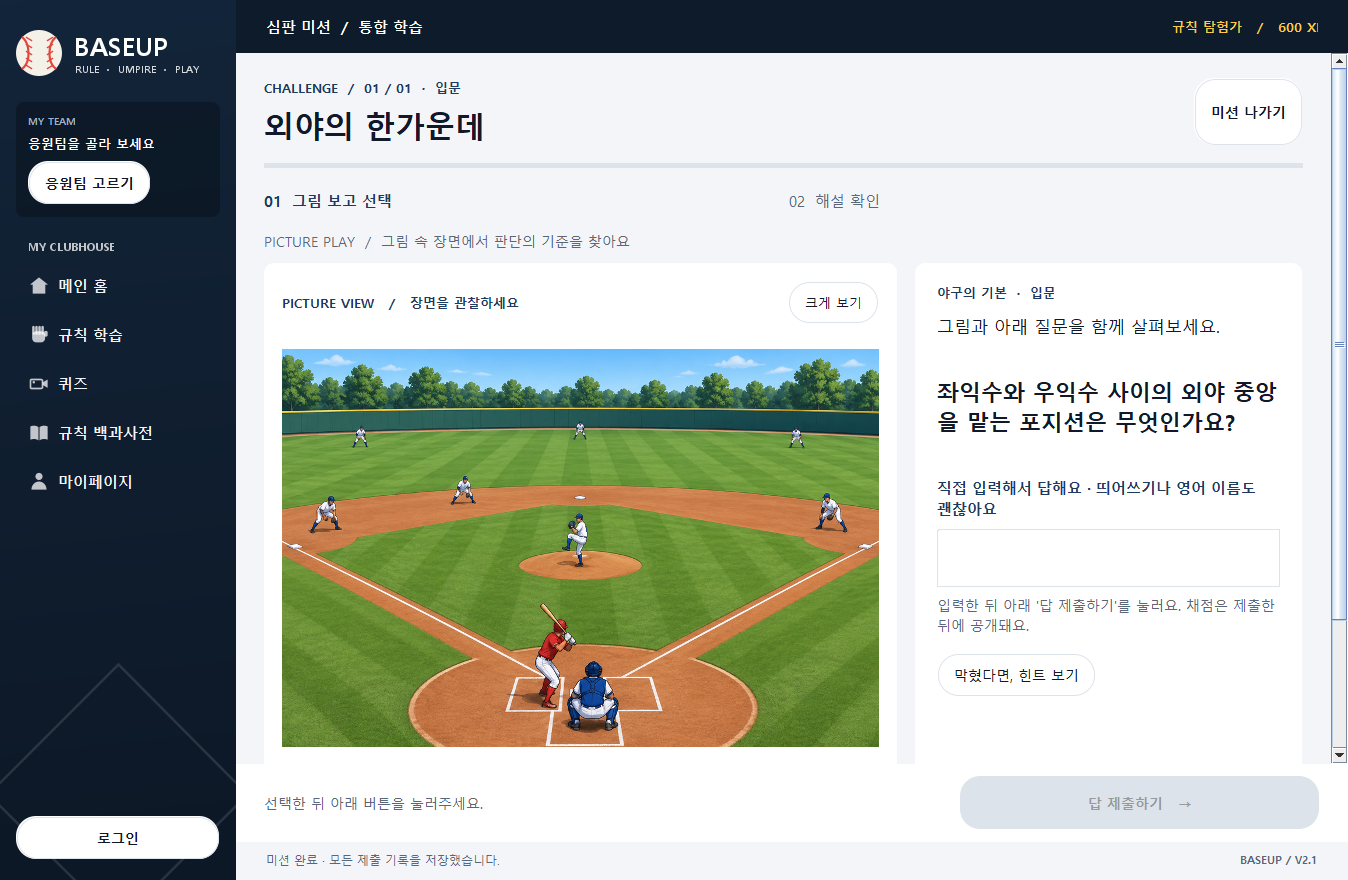 BASEUP
RULE · UMPIRE · PLAY
MY TEAM
응원팀을 골라 보세요
응원팀 고르기
MY CLUBHOUSE
메인 홈
규칙 학습
퀴즈
규칙 백과사전
마이페이지
로그인
심판 미션 / 통합 학습
규칙 탐험가 / 600
CHALLENGE / 01 / 01 · 입문
외야의 한가운데
미션 나가기
01 그림 보고 선택
02 해설 확인
PICTURE PLAY / 그림 속 장면에서 판단의 기준을 찾아요
PICTURE VIEW / 장면을 관찰하세요
크게 보기
야구의 기본 · 입문
그림과 아래 질문을 함께 살펴보세요.
좌익수와 우익수 사이의 외야 중앙
을 맡는 포지션은 무엇인가요?
직접 입력해서 답해요 · 띄어쓰기나 영어 이름도
괜찮아요
입력한 뒤 아래 '답 제출하기'를 눌러요. 채점은 제출한
뒤에 공개돼요.
막혔다면, 힌트 보기
선택한 뒤 아래 버튼을 눌러주세요.
답 제출하기 →
미션 완료 · 모든 제출 기록을 저장했습니다.
BASEUP / V2.1